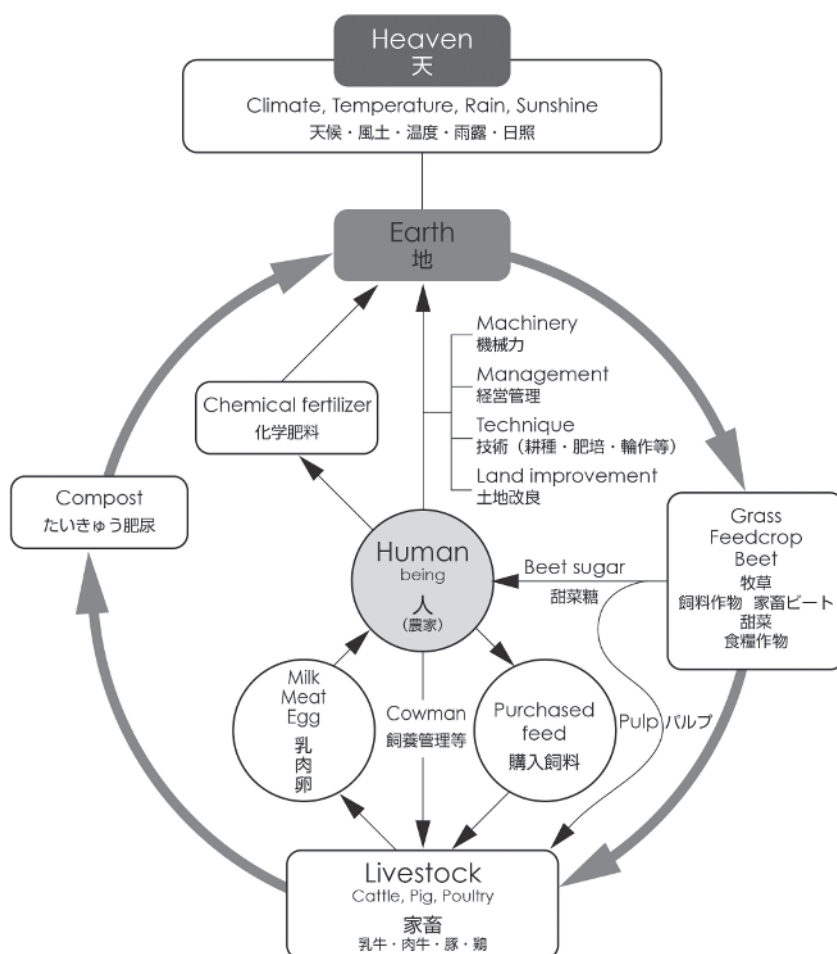 Heaven
天
Climate, Temperature, Rain, Sunshine
天候・風土・温度・雨露・日照
Earth
地
Machinery
機械力
Management
経営管理
Technique
技術（耕種・肥培・輪作等）
Land improvement
土地改良
Chemical fertilizer
化学肥料
Compost
たいきゅう肥尿
Grass
Feedcrop
Beet
牧草
飼料作物 家畜ビート
甜菜
食糧作物
Human
being
人
（農家）
Beet sugar
甜菜糖
Milk
Meat
Egg
乳
肉
卵
Cowman
飼養管理等
Purchased
feed
購入飼料
Pulp パルプ
Livestock
Cattle, Pig, Poultry
家畜
乳牛・肉牛・豚・鶏